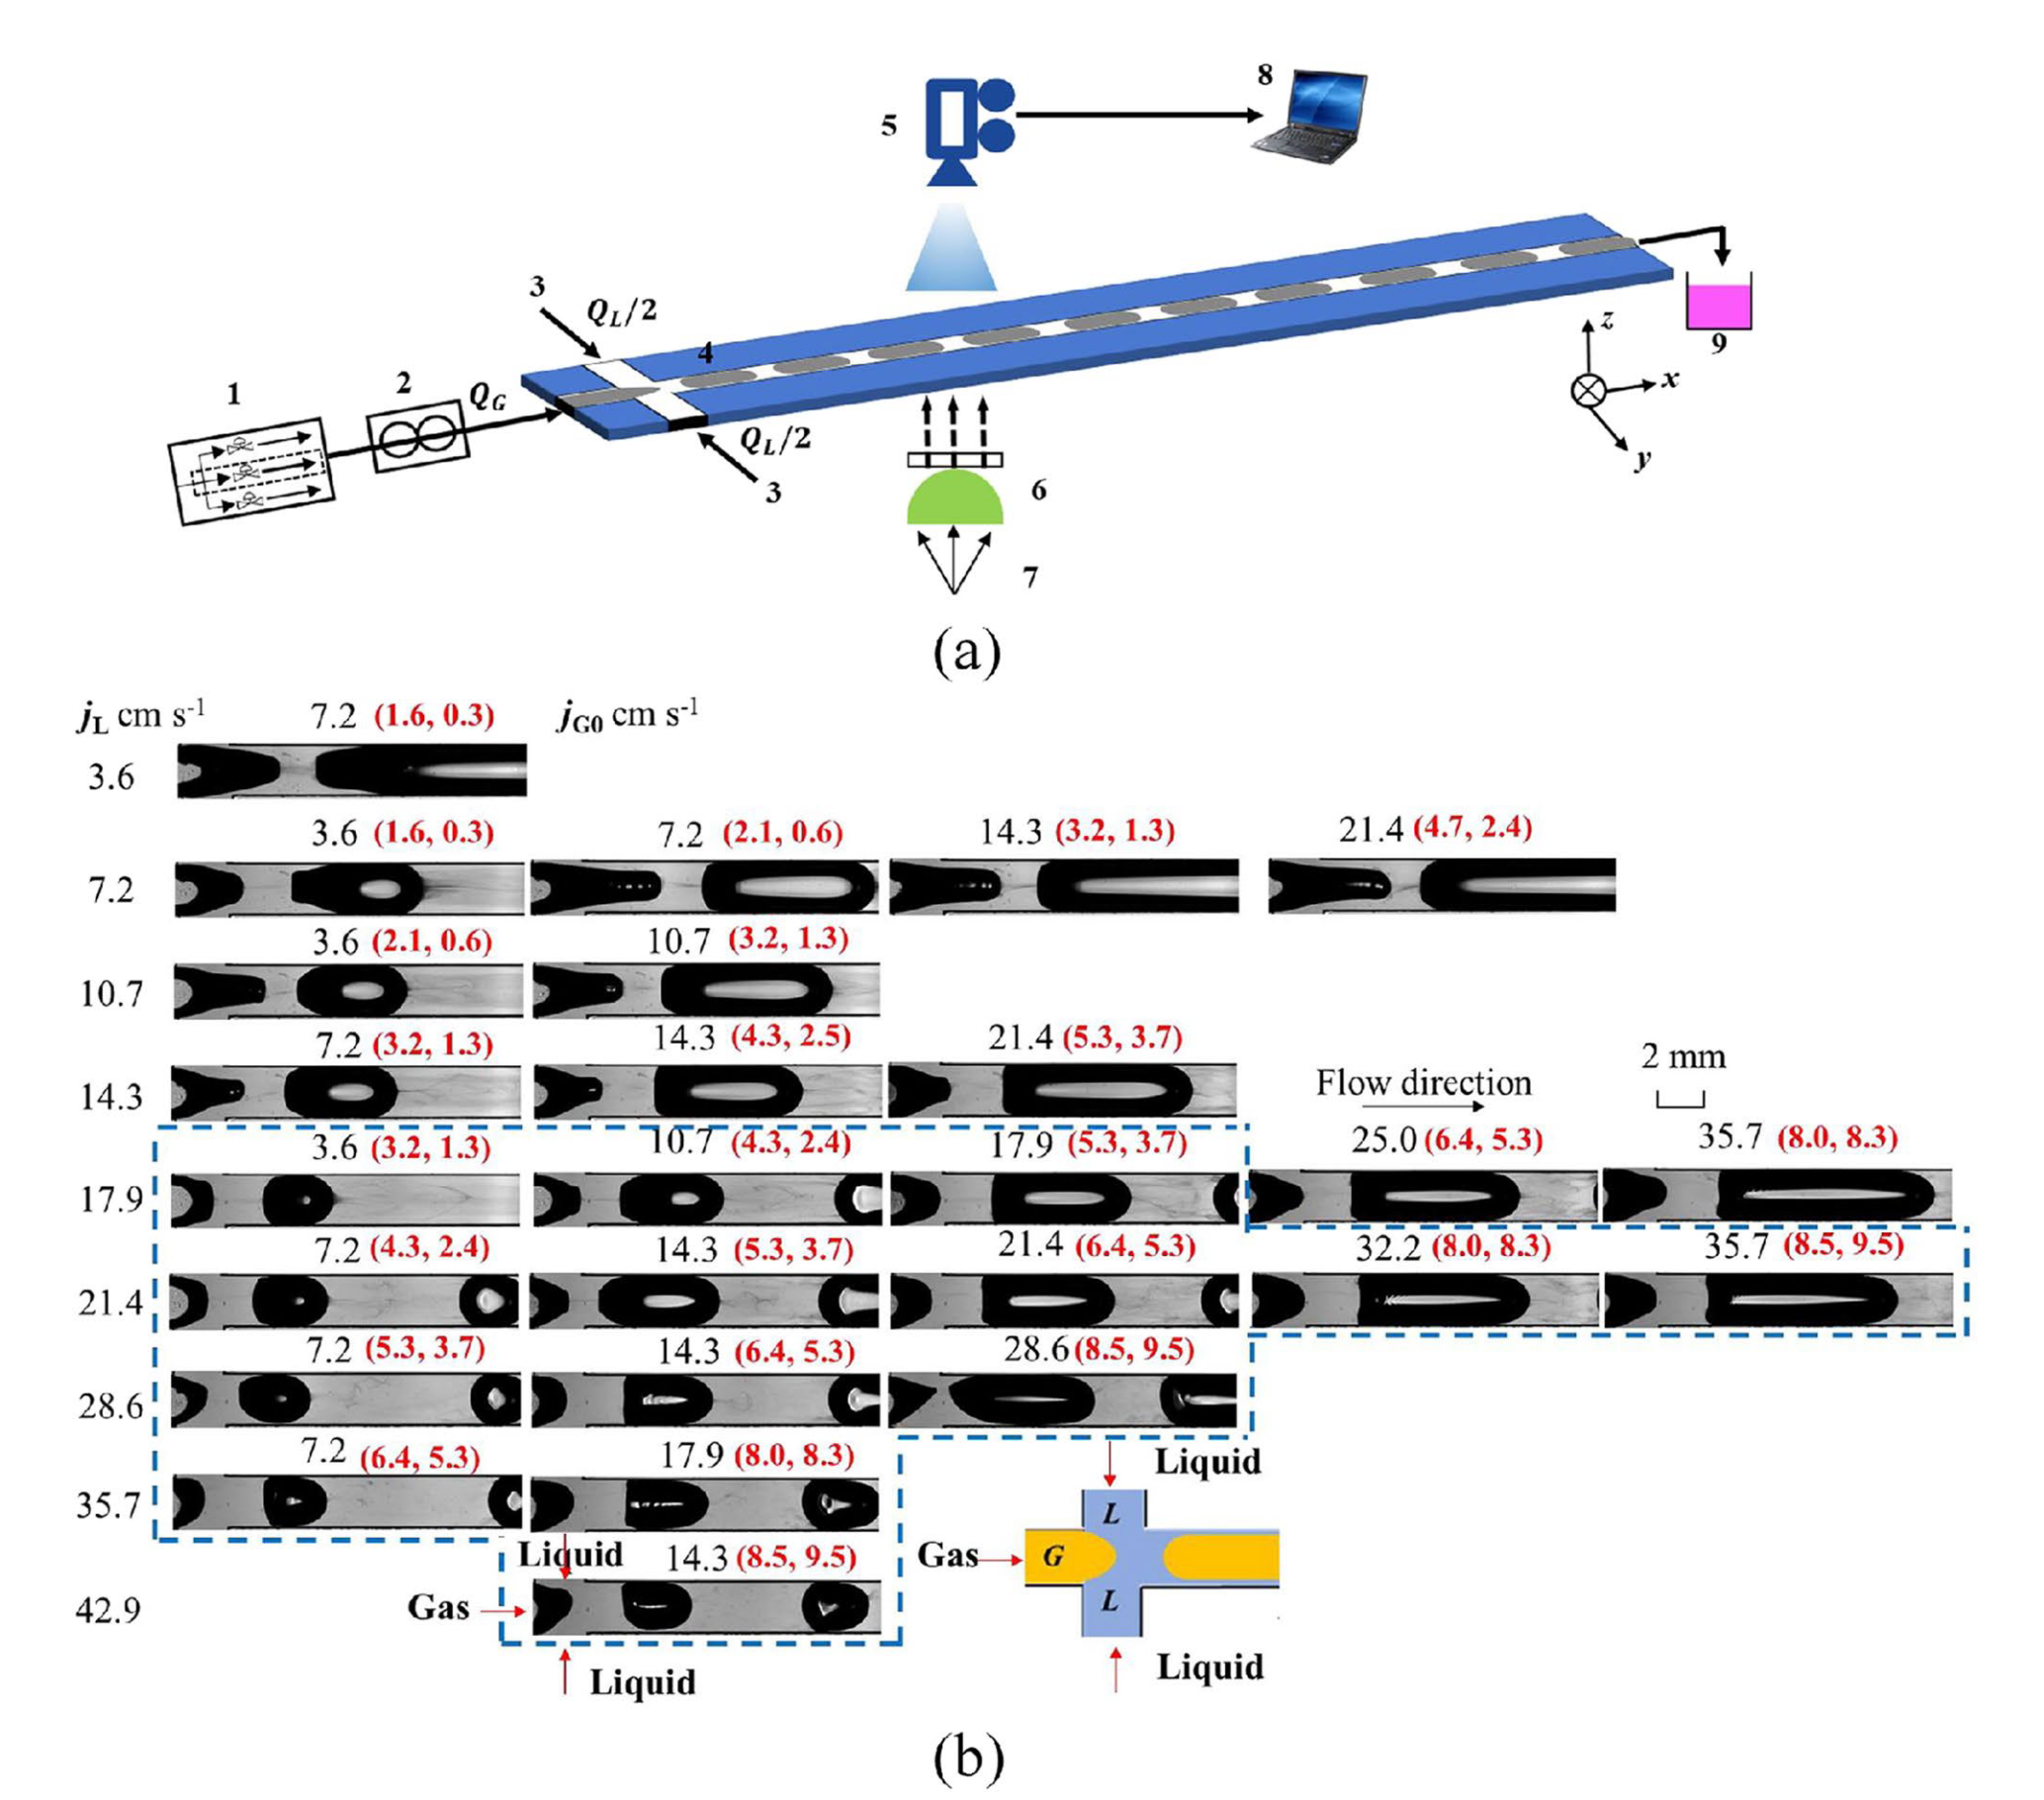 8
5
3
Q_L/2
4
9
z
x
y
1
2
Q_G
Q_L/2
3
6
7
(a)
j_L cm s⁻¹ 7.2 (1.6, 0.3) j_G0 cm s⁻¹
3.6
3.6 (1.6, 0.3) 7.2 (2.1, 0.6) 14.3 (3.2, 1.3) 21.4 (4.7, 2.4)
7.2
3.6 (2.1, 0.6) 10.7 (3.2, 1.3)
10.7
7.2 (3.2, 1.3) 14.3 (4.3, 2.5) 21.4 (5.3, 3.7)
14.3
Flow direction 2 mm
3.6 (3.2, 1.3) 10.7 (4.3, 2.4) 17.9 (5.3, 3.7) 25.0 (6.4, 5.3) 35.7 (8.0, 8.3)
17.9
7.2 (4.3, 2.4) 14.3 (5.3, 3.7) 21.4 (6.4, 5.3) 32.2 (8.0, 8.3) 35.7 (8.5, 9.5)
21.4
7.2 (5.3, 3.7) 14.3 (6.4, 5.3) 28.6 (8.5, 9.5)
28.6
7.2 (6.4, 5.3) 17.9 (8.0, 8.3)
35.7
Liquid 14.3 (8.5, 9.5)
42.9
Gas
Liquid
Liquid
L
Gas G
L
Liquid
(b)